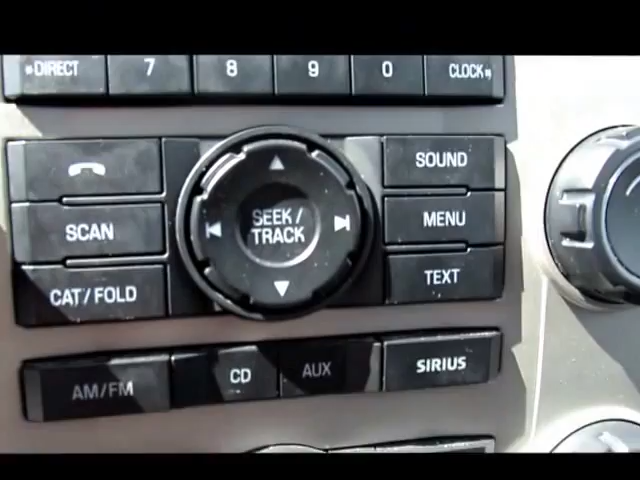 DIRECT 7 8 9 0 CLOCK
SOUND
SEEK /
TRACK
SCAN
MENU
CAT/FOLD
TEXT
AM/FM CD AUX SIRIUS